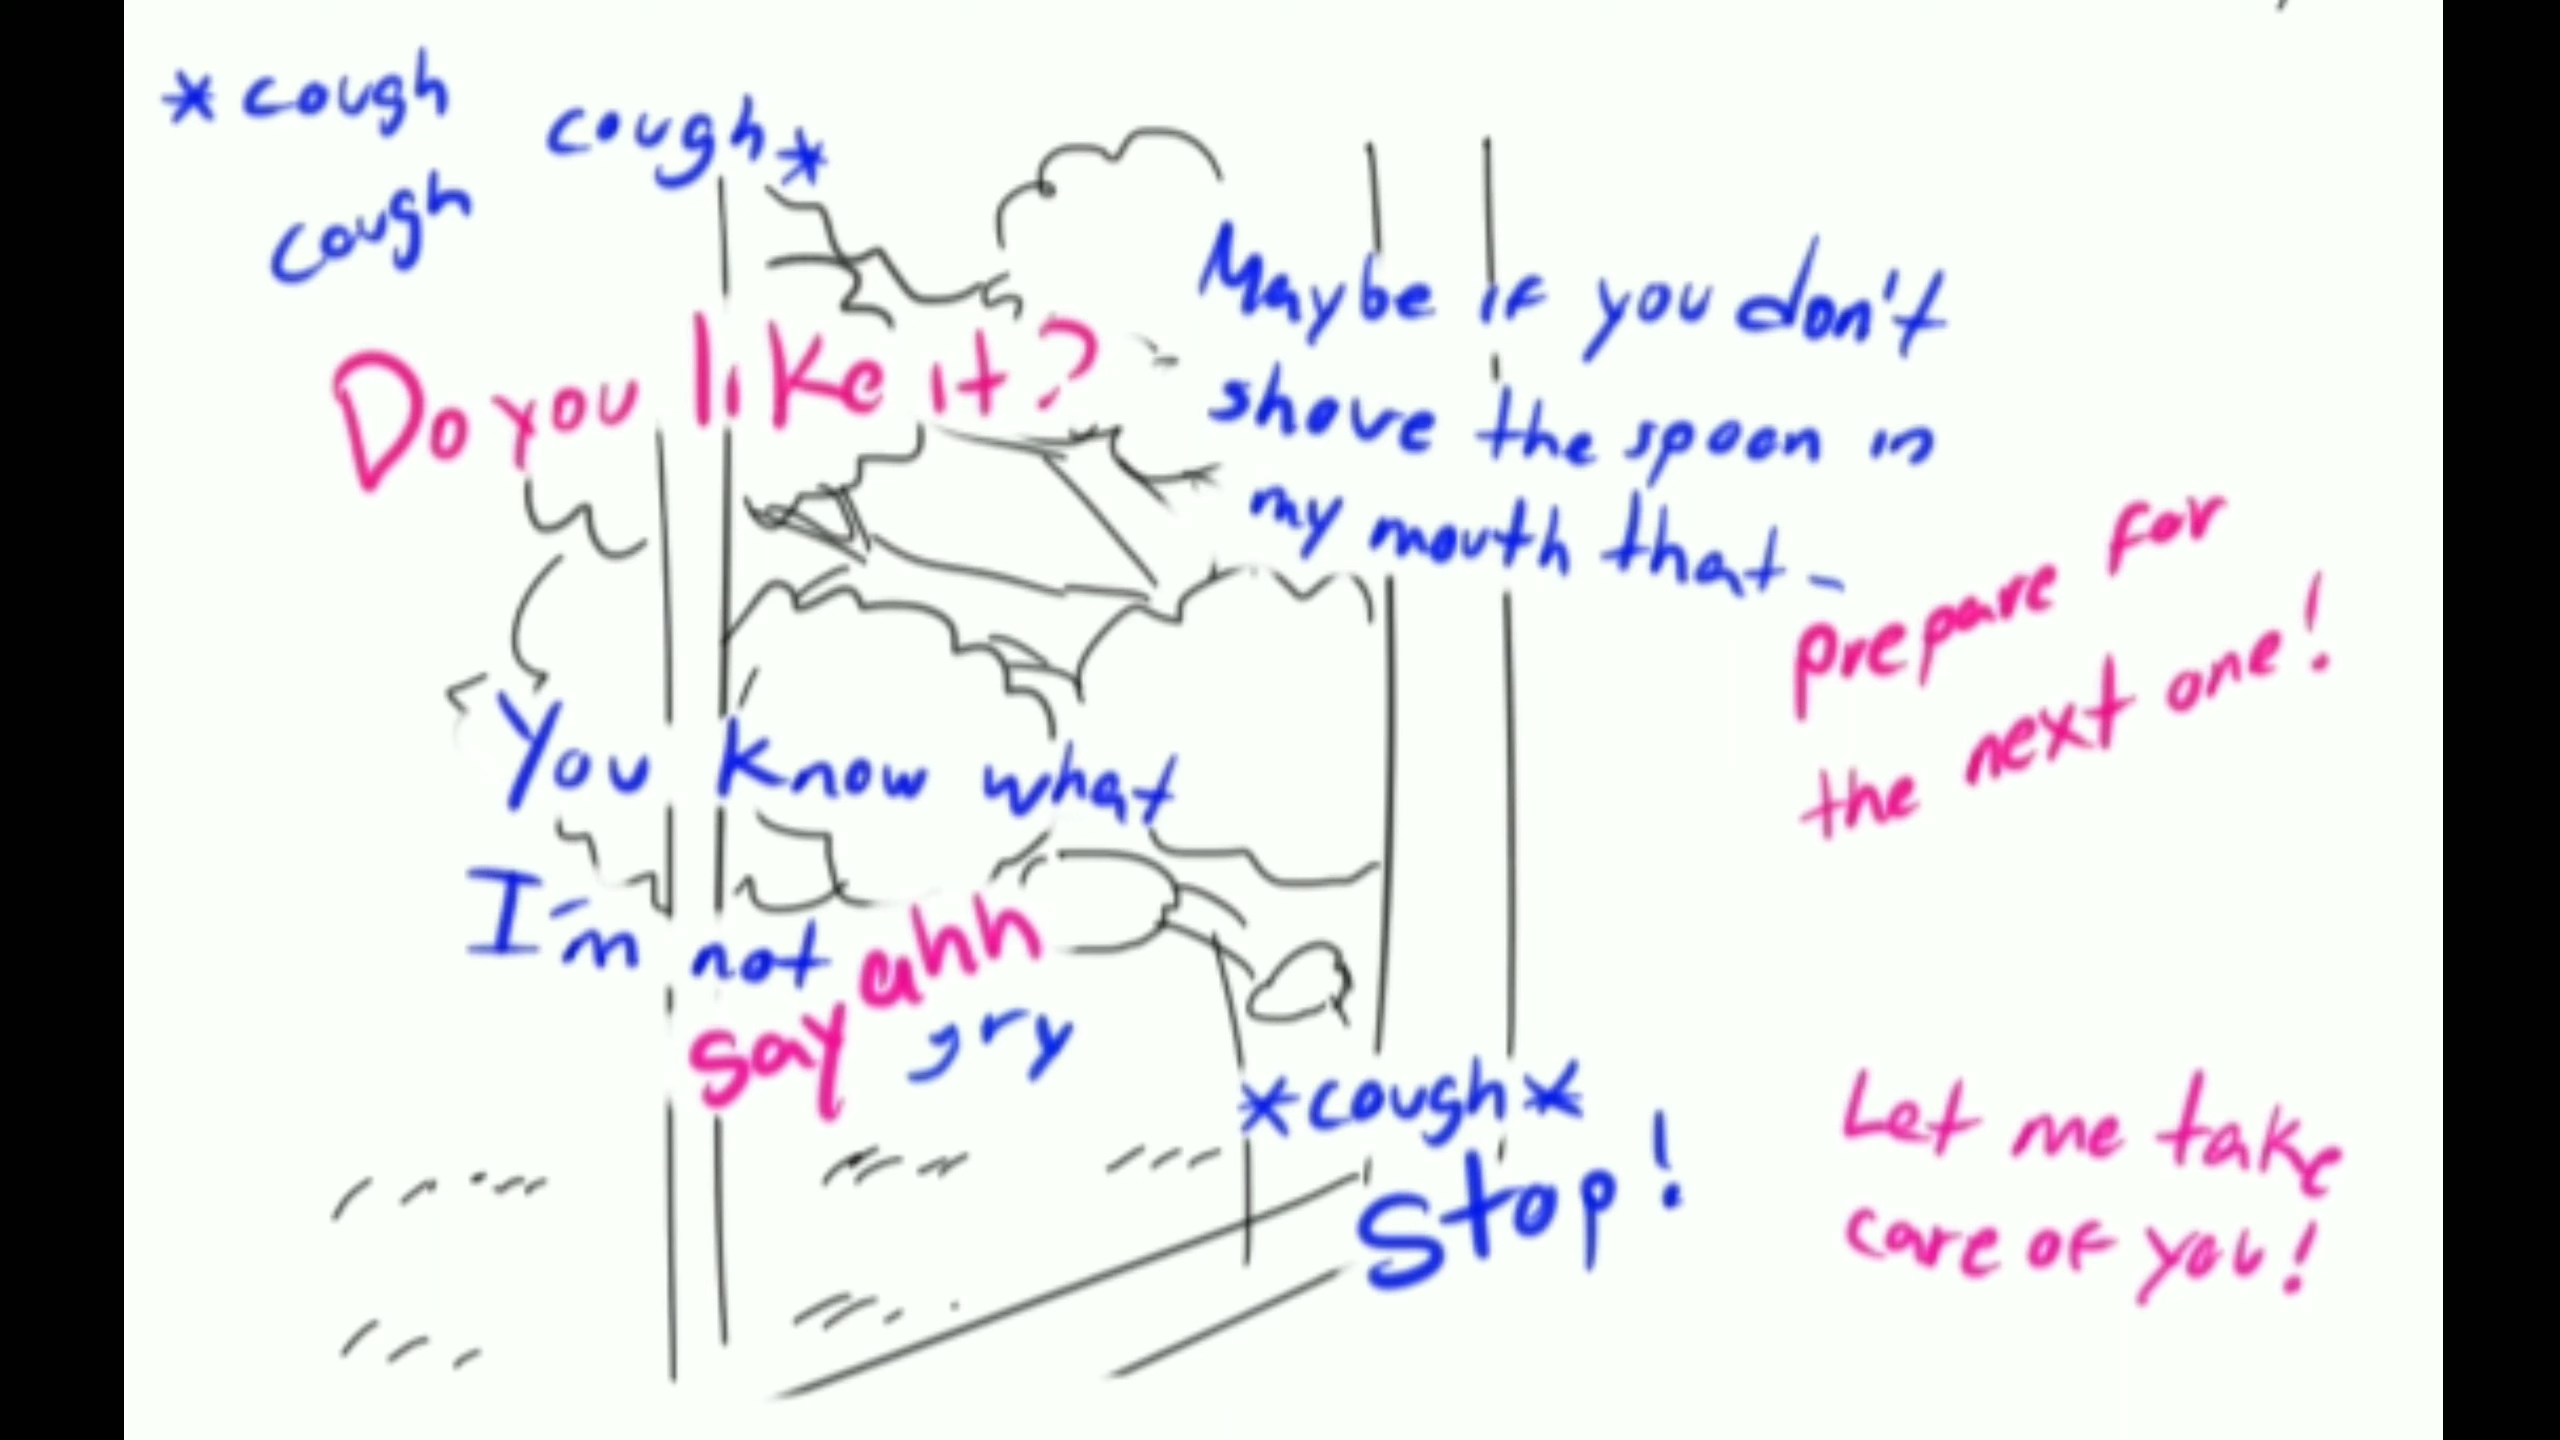 *cough cough*
cough
Do you like it?
Maybe if you don't
shove the spoon in
my mouth that-
prepare for
the next one!
You know what
I'm not
say ahh
gry
*cough*
Stop!
Let me take
care of you!